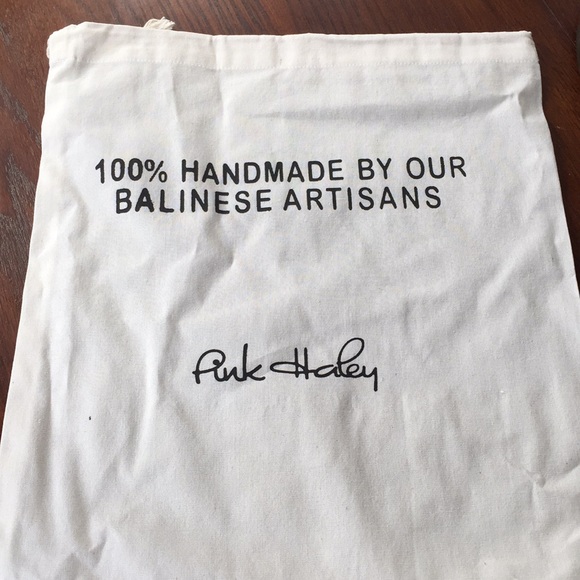 100% HANDMADE BY OUR
BALINESE ARTISANS
Pink Haley